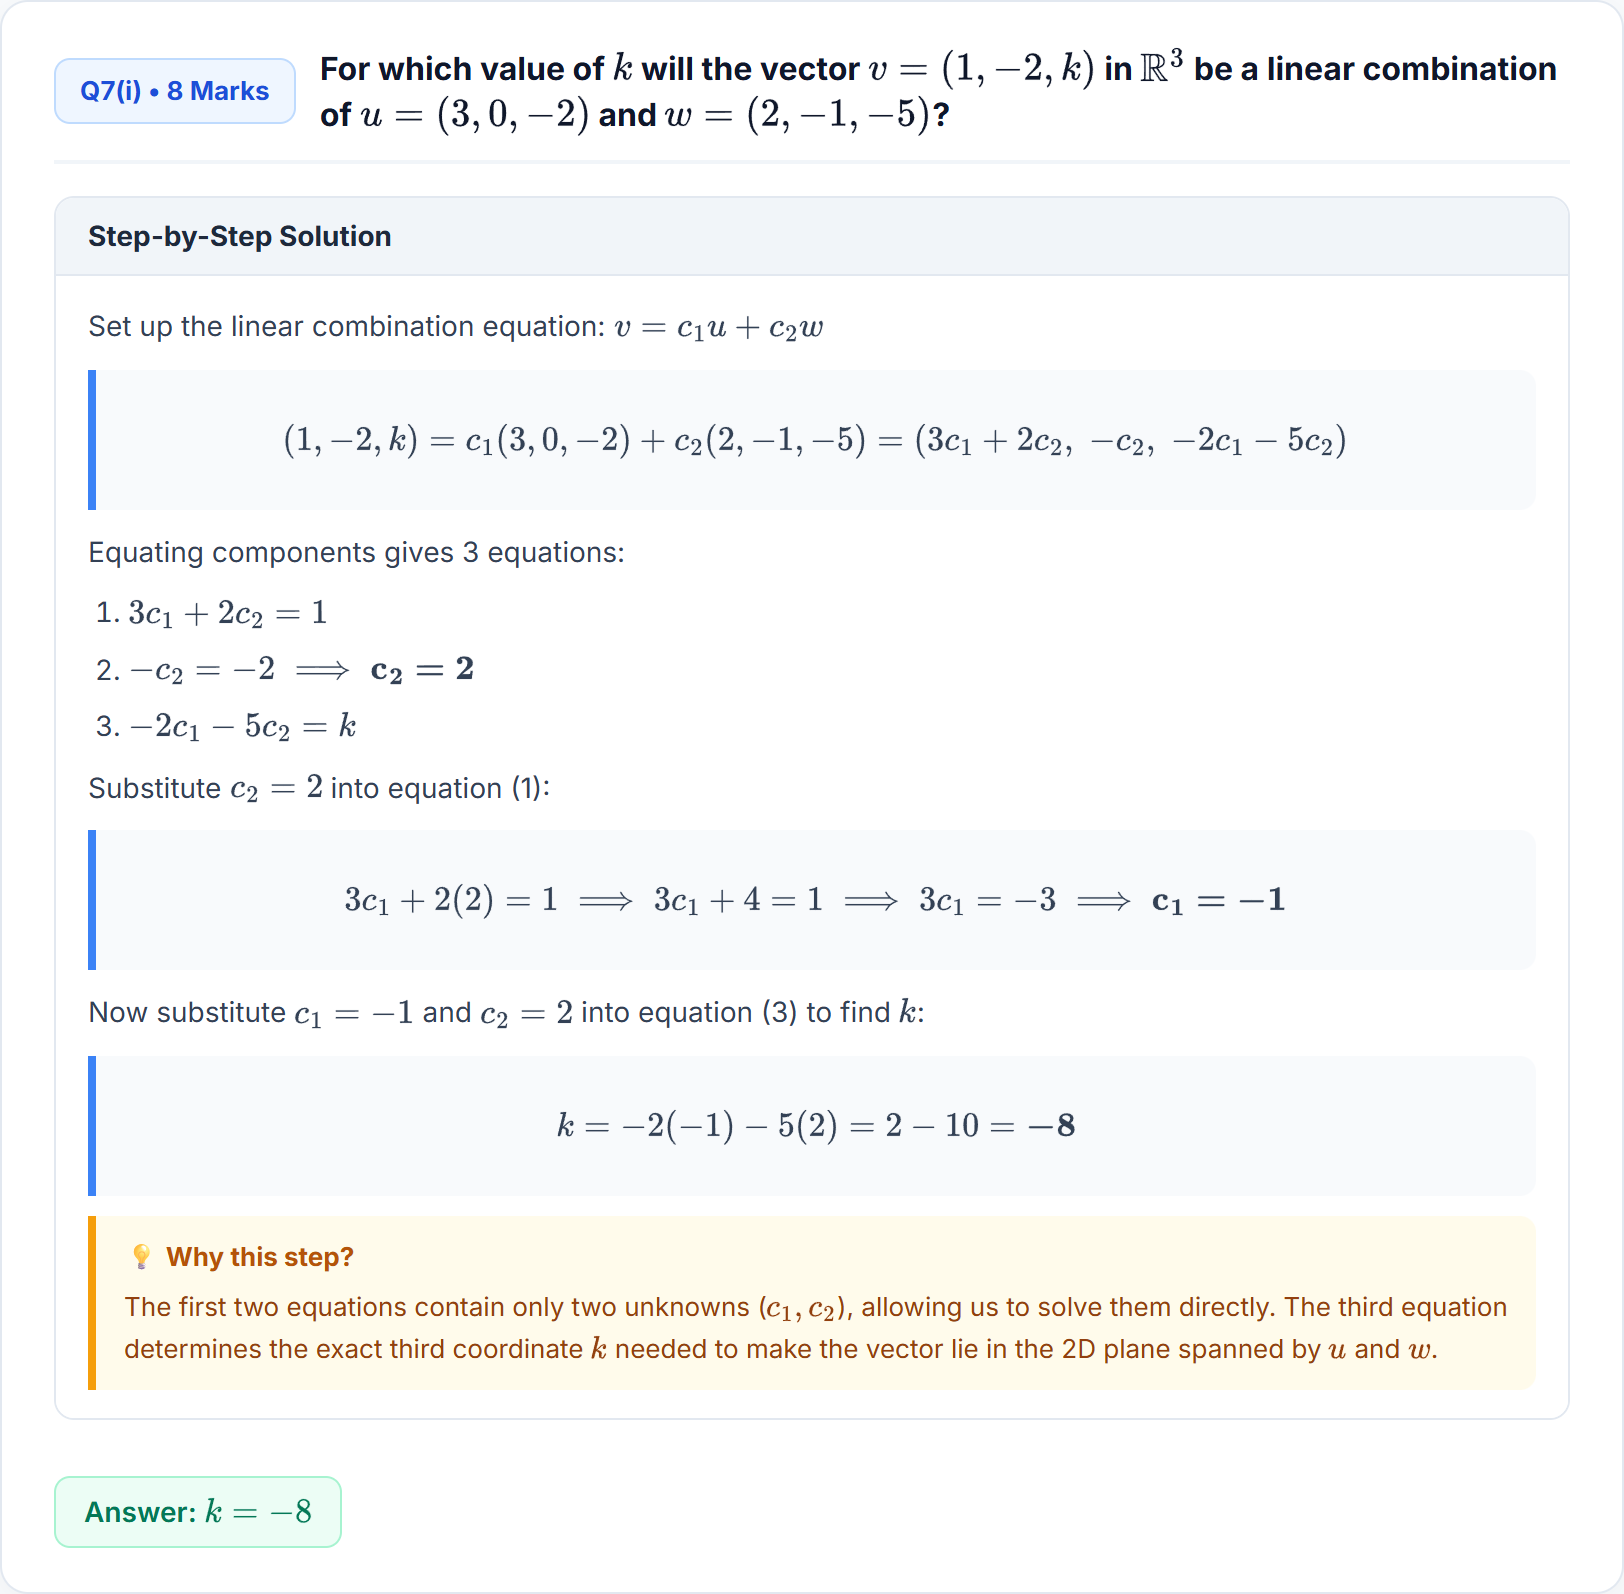 Q7(i) • 8 Marks
For which value of k will the vector v = (1, −2, k) in ℝ³ be a linear combination
of u = (3, 0, −2) and w = (2, −1, −5)?
Step-by-Step Solution
Set up the linear combination equation: v = c₁u + c₂w
(1, −2, k) = c₁(3, 0, −2) + c₂(2, −1, −5) = (3c₁ + 2c₂, −c₂, −2c₁ − 5c₂)
Equating components gives 3 equations:
1. 3c₁ + 2c₂ = 1
2. −c₂ = −2 ⟹ c₂ = 2
3. −2c₁ − 5c₂ = k
Substitute c₂ = 2 into equation (1):
3c₁ + 2(2) = 1 ⟹ 3c₁ + 4 = 1 ⟹ 3c₁ = −3 ⟹ c₁ = −1
Now substitute c₁ = −1 and c₂ = 2 into equation (3) to find k:
k = −2(−1) − 5(2) = 2 − 10 = −8
💡 Why this step?
The first two equations contain only two unknowns (c₁, c₂), allowing us to solve them directly. The third equation
determines the exact third coordinate k needed to make the vector lie in the 2D plane spanned by u and w.
Answer: k = −8